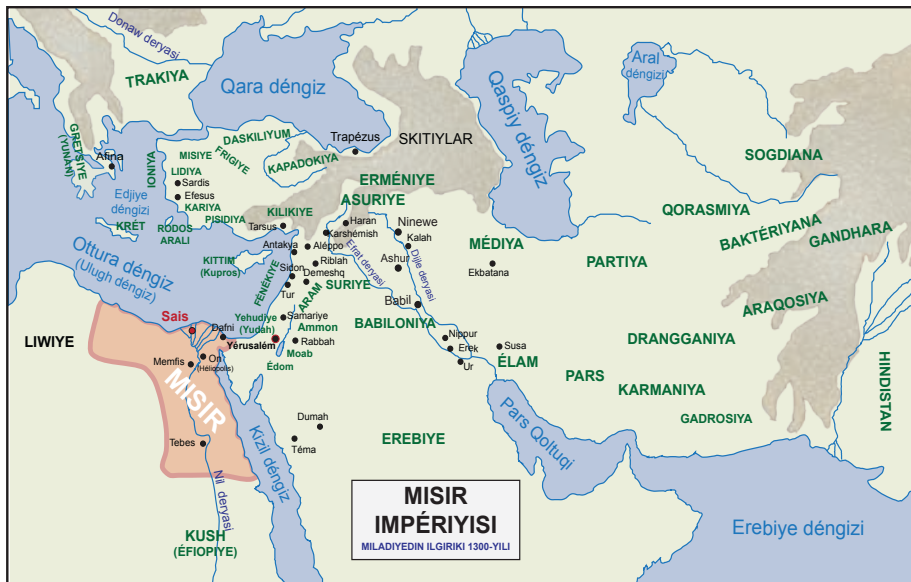 Donaw deryasi
TRAKIYA
Qara déngiz
Qaspiy déngiz
Aral
déngizi
GRETSIYE
(YUNAN)
Afina
Edjiye
déngizi
KRÉT
IYONIA
MISIYE
LIDIYA
Sardis
Efesus
KARIYA
RODOS
ARALI
DASKILIYUM
FRIGIYE
PISIDIYA
KAPADOKIYA
Trapézus
SKITIYLAR
ERMÉNIYE
ASURIYE
KILIKIYE
Tarsus
Haran
Karshémish
Ninewe
Kalah
Ashur
Antakya
Aléppo
Riblah
Efrat deryasi
Dijle deryasi
MÉDIYA
Ekbatana
SOGDIANA
QORASMIYA
BAKTÉRIYANA
GANDHARA
PARTIYA
ARAQOSIYA
DRANGGANIYA
Ottura déngiz
(Ulugh déngiz)
KITTIM
(Kupros)
FÉNÉKIYE
Sidon
Tur
Demeshq
ARAM
SURIYE
Babil
BABILONIYA
Nippur
Erek
Ur
Susa
ÉLAM
PARS
KARMANIYA
GADROSIYA
HINDISTAN
Sais
Dafni
Yehudiye
(Yudah)
Samariye
Ammon
Yérusalém
Rabbah
Moab
Édom
LIWIYE
Memfis
On
(Héliopolis)
MISIR
Tebes
Kizil déngiz
Dumah
Téma
EREBIYE
Pars Qoltuqi
Nil deryasi
KUSH
(ÉFIOPIYE)
MISIR
IMPÉRIYISI
MILADIYEDIN ILGIRIKI 1300-YILI
Erebiye déngizi